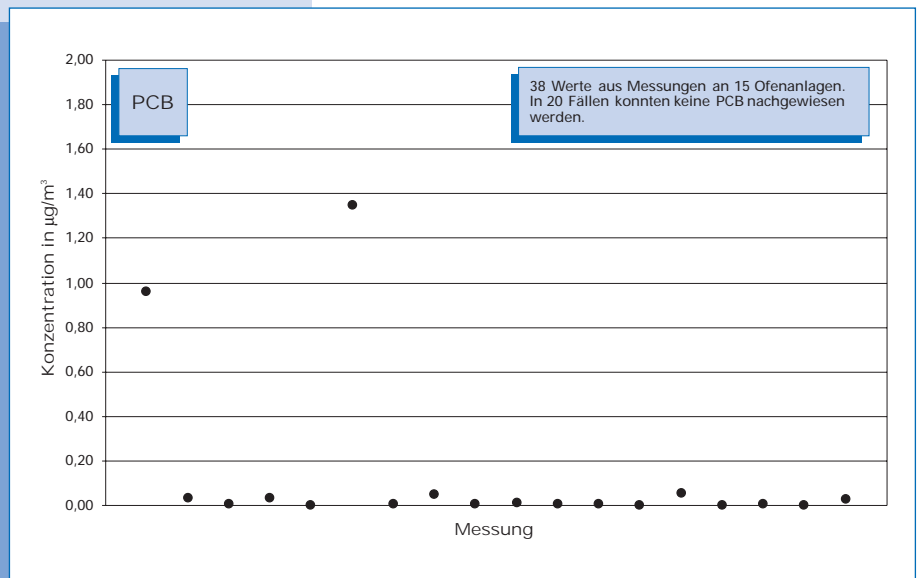 2,00
PCB
38 Werte aus Messungen an 15 Ofenanlagen.
In 20 Fällen konnten keine PCB nachgewiesen
werden.
1,80
1,60
1,40
1,20
1,00
0,80
0,60
0,40
0,20
0,00
Konzentration in µg/m³
Messung